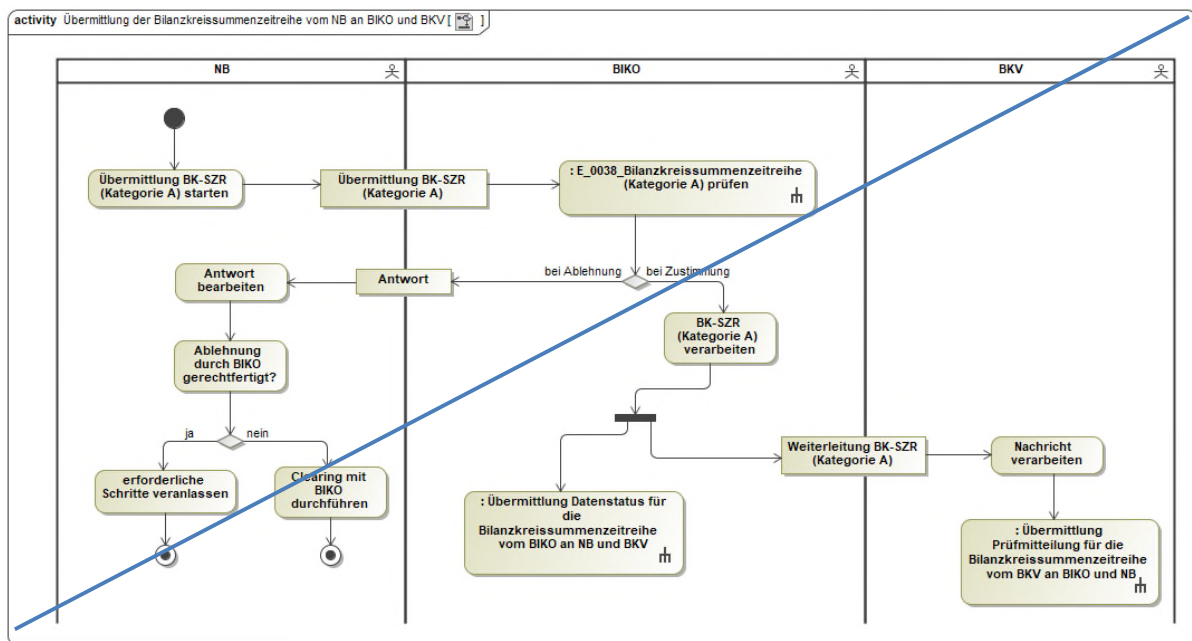 activity Übermittlung der Bilanzkreissummenzeitreihe vom NB an BIKO und BKV [ ]
NB
BIKO
BKV
Übermittlung BK-SZR
(Kategorie A) starten
Übermittlung BK-SZR
(Kategorie A)
: E_0038_Bilanzkreissummenzeitreihe
(Kategorie A) prüfen
bei Ablehnung
bei Zustimmung
Antwort
Antwort
bearbeiten
BK-SZR
(Kategorie A)
verarbeiten
Ablehnung
durch BIKO
gerechtfertigt?
ja
nein
erforderliche
Schritte veranlassen
Clearing mit
BIKO
durchführen
: Übermittlung Datenstatus für
die
Bilanzkreissummenzeitreihe
vom BIKO an NB und BKV
Weiterleitung BK-SZR
(Kategorie A)
Nachricht
verarbeiten
: Übermittlung
Prüfmitteilung für die
Bilanzkreissummenzeitreihe
vom BKV an BIKO und NB